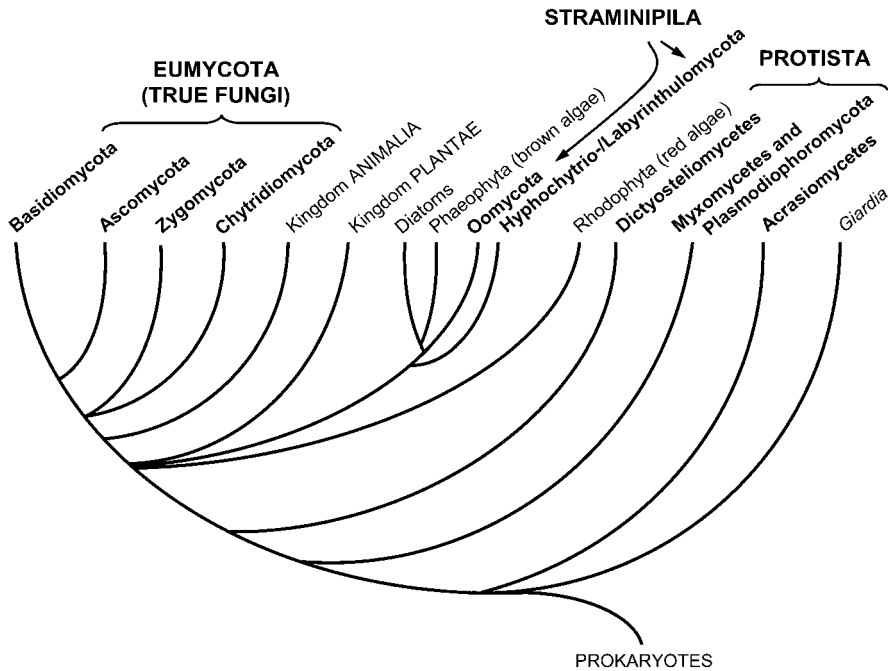 STRAMINIPILA
PROTISTA
EUMYCOTA
(TRUE FUNGI)
Basidiomycota
Ascomycota
Zygomycota
Chytridiomycota
Kingdom ANIMALIA
Kingdom PLANTAE
Diatoms
Phaeophyta (brown algae)
Oomycota
Hyphochytrio-/Labyrinthulomycota
Rhodophyta (red algae)
Dictyosteliomycetes
Myxomycetes and
Plasmodiophoromycota
Acrasiomycetes
Giardia
PROKARYOTES